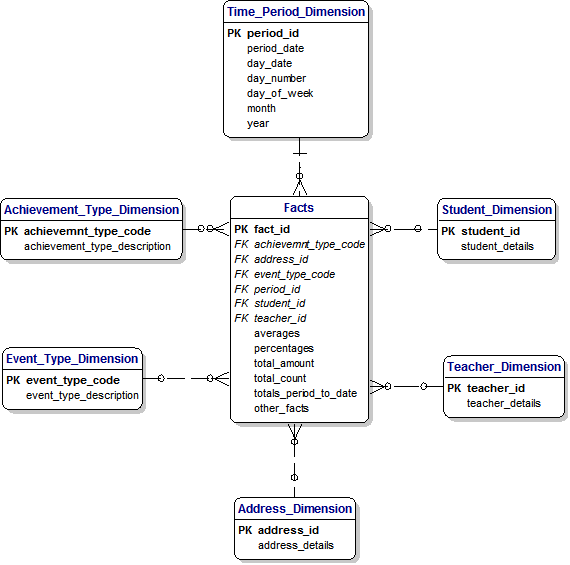 Time_Period_Dimension
PK period_id
period_date
day_date
day_number
day_of_week
month
year
Achievement_Type_Dimension
PK achievemnt_type_code
achievement_type_description
Facts
PK fact_id
FK achievemnt_type_code
FK address_id
FK event_type_code
FK period_id
FK student_id
FK teacher_id
averages
percentages
total_amount
total_count
totals_period_to_date
other_facts
Student_Dimension
PK student_id
student_details
Event_Type_Dimension
PK event_type_code
event_type_description
Teacher_Dimension
PK teacher_id
teacher_details
Address_Dimension
PK address_id
address_details